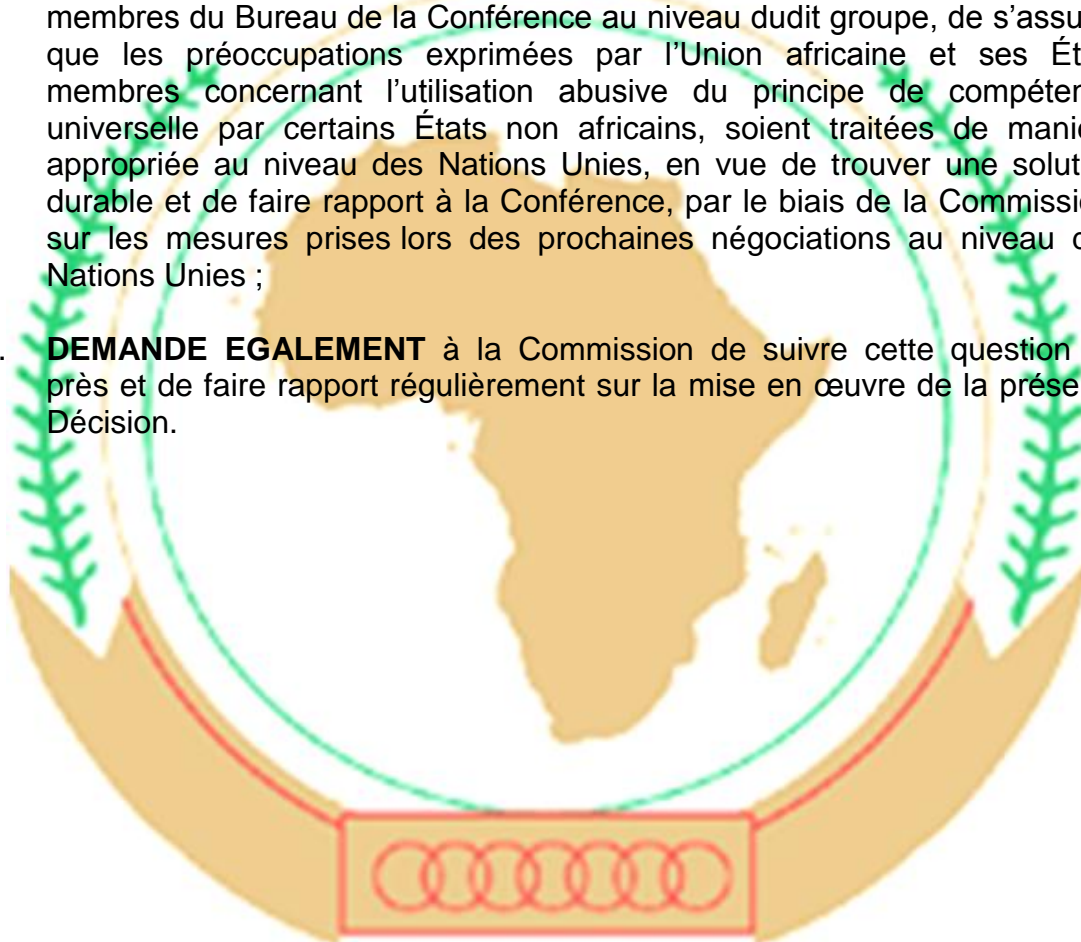 membres du Bureau de la Conférence au niveau dudit groupe, de s’assu
que les préoccupations exprimées par l’Union africaine et ses Ét
membres concernant l’utilisation abusive du principe de compéten
universelle par certains États non africains, soient traitées de maniè
appropriée au niveau des Nations Unies, en vue de trouver une solut
durable et de faire rapport à la Conférence, par le biais de la Commissi
sur les mesures prises lors des prochaines négociations au niveau d
Nations Unies ;
. DEMANDE EGALEMENT à la Commission de suivre cette question
près et de faire rapport régulièrement sur la mise en œuvre de la prése
Décision.